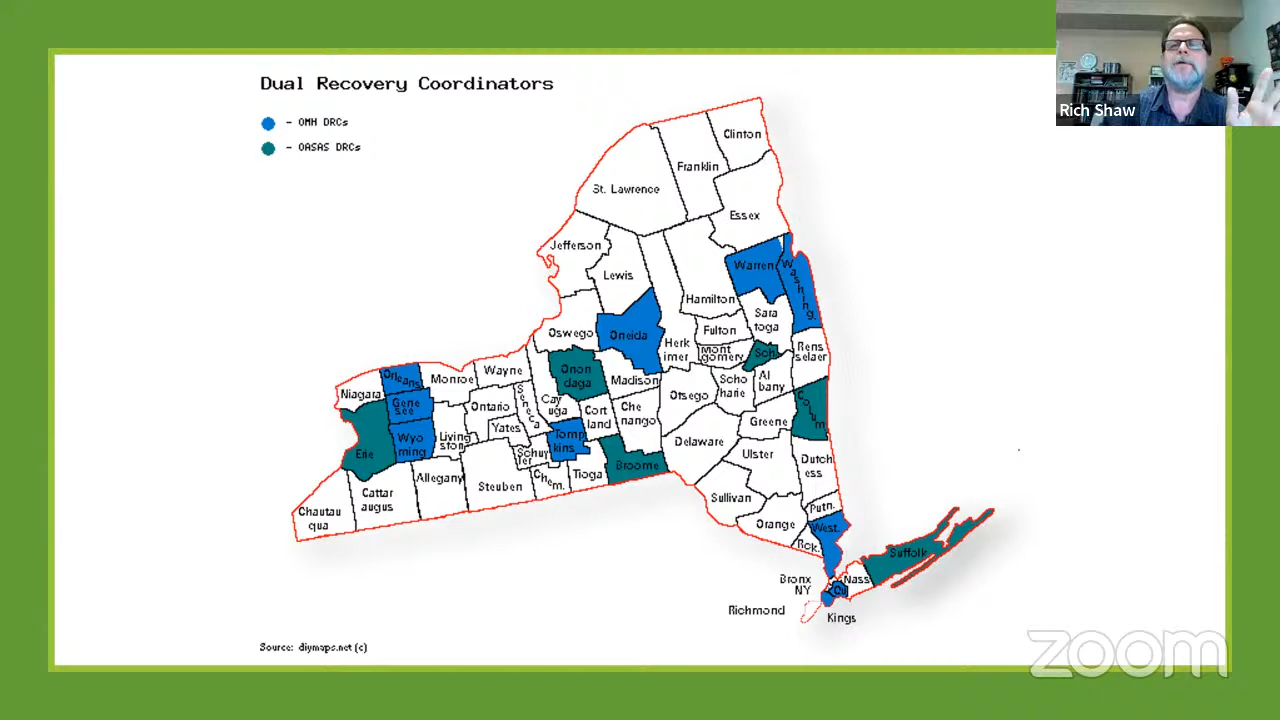 Dual Recovery Coordinators
- OMH DRCs
- OASAS DRCs
Rich Shaw
Clinton
Franklin
St. Lawrence
Essex
Jefferson
Lewis
Warren
Washing.
Hamilton
Oswego
Oneida
Herk
imer
Fulton
Sara
toga
Mont
gomery
Sch
Rens
selaer
Niagara
Orleans
Monroe
Wayne
Onon
daga
Madison
Otsego
Scho
harie
Al
bany
Gene
see
Ontario
Seneca
Cay
uga
Cort
land
Che
nango
Greene
Colum
Erie
Wyo
ming
Living
ston
Yates
Tomp
kins
Schuy
ler
Broome
Delaware
Ulster
Dutch
ess
Chautau
qua
Cattar
augus
Allegany
Steuben
Chem.
Tioga
Sullivan
Orange
Putn.
Rck.
West.
Suffolk
Nass
Bronx
NY
Qu
Richmond
Kings
Source: diymaps.net (c)
zoom